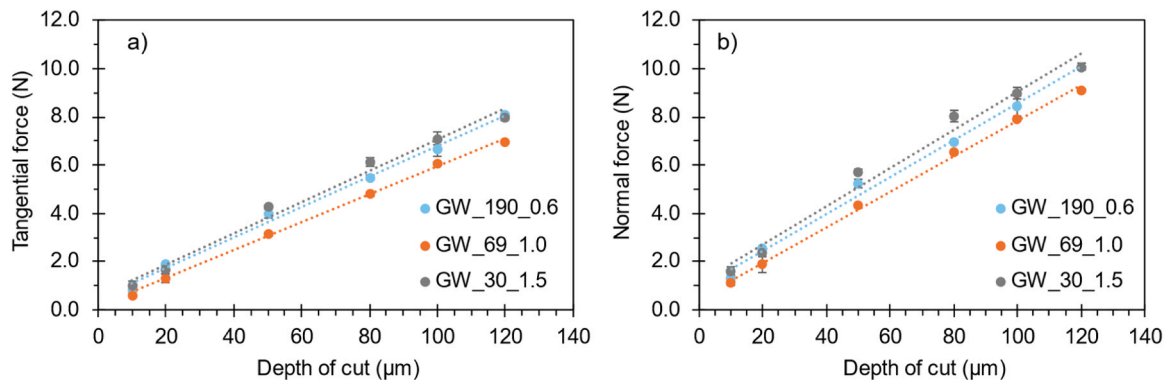 a)
12.0
10.0
8.0
6.0
4.0
2.0
0.0
Tangential force (N)
GW_190_0.6
GW_69_1.0
GW_30_1.5
0 20 40 60 80 100 120 140
Depth of cut (µm)
b)
12.0
10.0
8.0
6.0
4.0
2.0
0.0
Normal force (N)
GW_190_0.6
GW_69_1.0
GW_30_1.5
0 20 40 60 80 100 120 140
Depth of cut (µm)